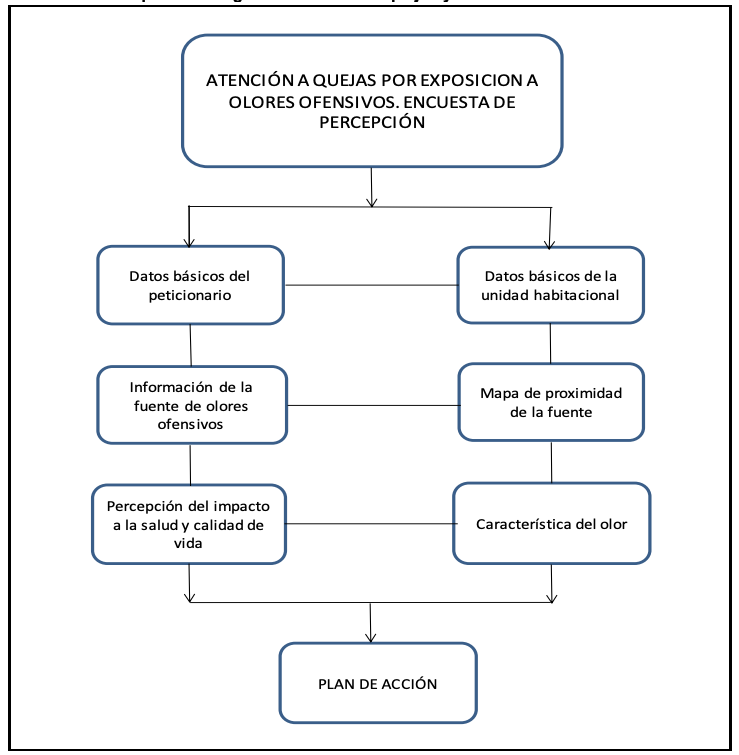 ATENCIÓN A QUEJAS POR EXPOSICION A
OLORES OFENSIVOS. ENCUESTA DE
PERCEPCIÓN
Datos básicos del
peticionario
Datos básicos de la
unidad habitacional
Información de la
fuente de olores
ofensivos
Mapa de proximidad
de la fuente
Percepción del impacto
a la salud y calidad de
vida
Característica del olor
PLAN DE ACCIÓN